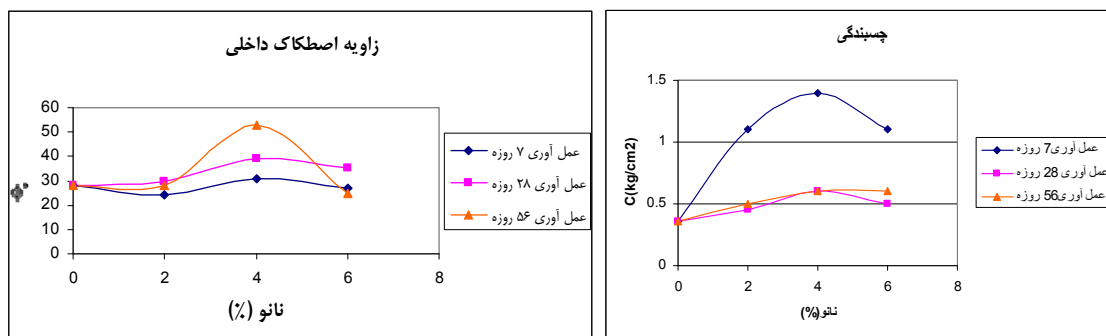 زاویه اصطکاک داخلی
60
50
40
30
20
10
0
0 2 4 6 8
نانو (٪)
عمل آوری ۷ روزه
عمل آوری ۲۸ روزه
عمل آوری ۵۶ روزه
چسبندگی
C(kg/cm2)
1.5
1
0.5
0
0 2 4 6 8
نانو(%)
عمل آوری7 روزه
عمل آوری 28 روزه
عمل آوری56 روزه